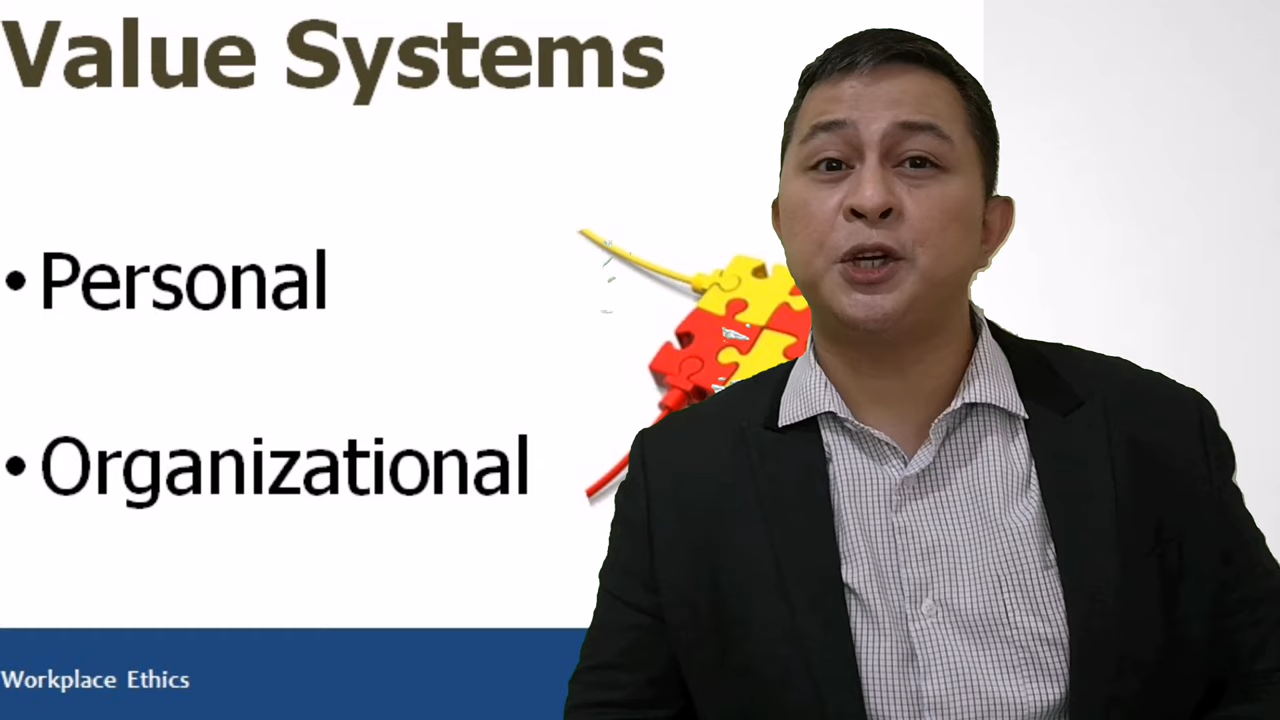 Value Systems
• Personal
• Organizational
Workplace Ethics